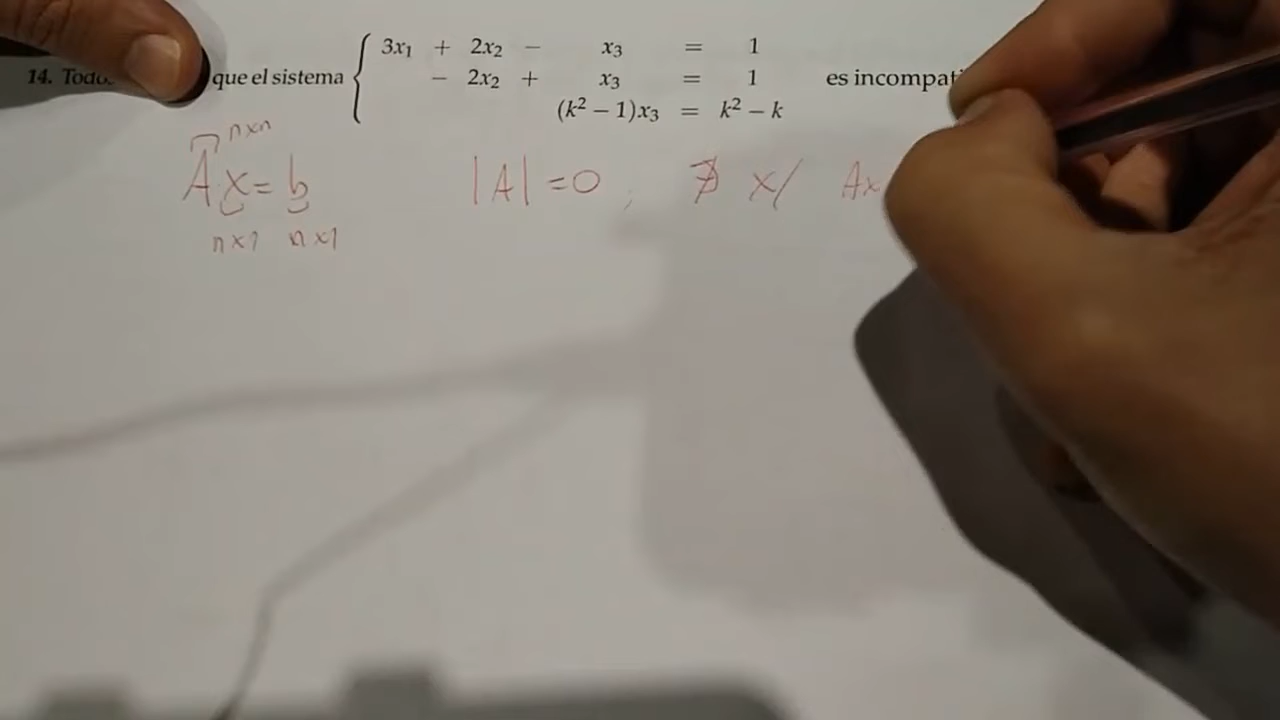 3x₁ + 2x₂ − x₃ = 1
14. que el sistema − 2x₂ + x₃ = 1 es
(k² − 1)x₃ = k² − k
n×n
A x = b |A| = 0 ; ∄ x/ Ax
n×1 n×1